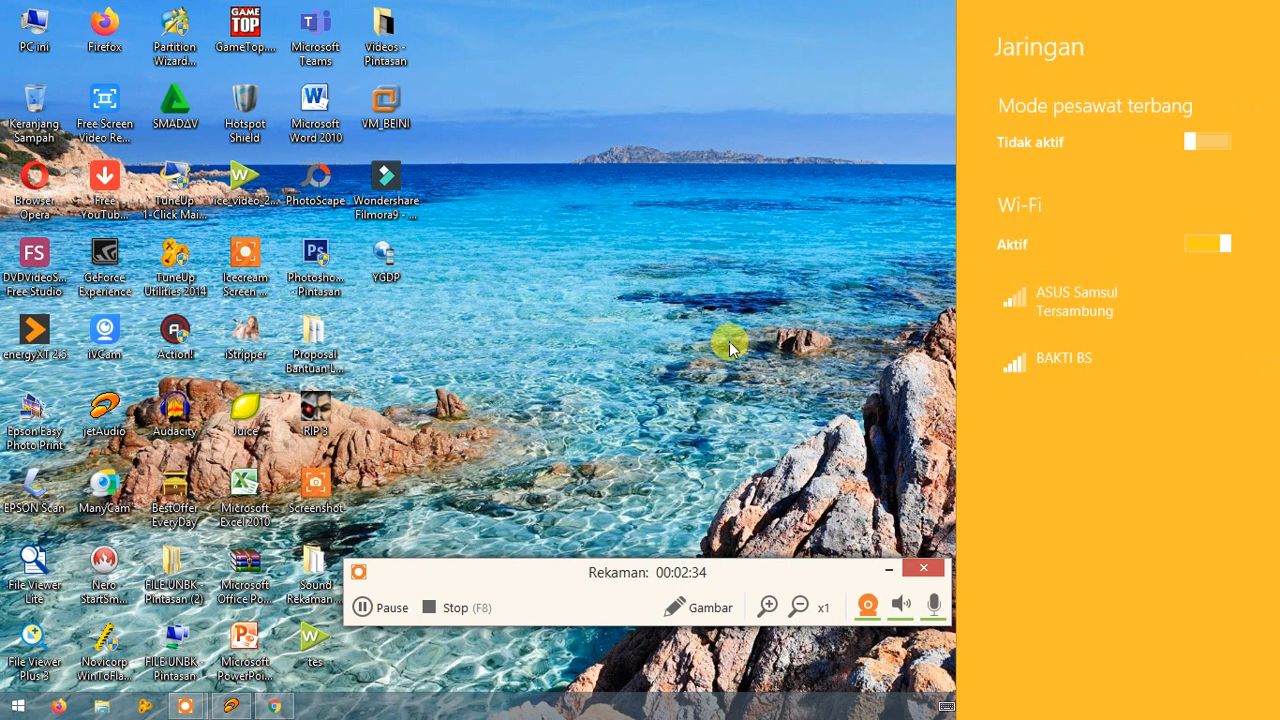 PC ini
Firefox
Partition
Wizard...
GAME
TOP
GameTop....
Microsoft
Teams
Videos -
Pintasan
Keranjang
Sampah
Free Screen
Video Re...
SMADΔV
Hotspot
Shield
Microsoft
Word 2010
VM_BEINI
Browser
Opera
Free
YouTub...
TuneUp
1-Click Mai...
ice_video_2...
PhotoScape
Wondershare
Filmora9 - ...
FS
DVDVideoS...
Free Studio
GeForce
Experience
TuneUp
Utilities 2014
Icecream
Screen ...
Ps
Photosho...
- Pintasan
YGDP
energyXT 2,5
iVCam
Action!
iStripper
Proposal
Bantuan L...
Epson Easy
Photo Print
jetAudio
Audacity
Juice
RIP 3
EPSON Scan
ManyCam
BestOffer
EveryDay
Microsoft
Excel 2010
Screenshot
File Viewer
Lite
Nero
StartSm...
FILE UNBK -
Pintasan (2)
Microsoft
Office Po...
Sound
Rekaman ...
File Viewer
Plus 3
Novicorp
WinToFla...
FILE UNBK -
Pintasan
Microsoft
PowerPoi...
tes
Rekaman: 00:02:34
Pause
Stop (F8)
Gambar
x1
Jaringan
Mode pesawat terbang
Tidak aktif
Wi-Fi
Aktif
ASUS Samsul
Tersambung
BAKTI BS